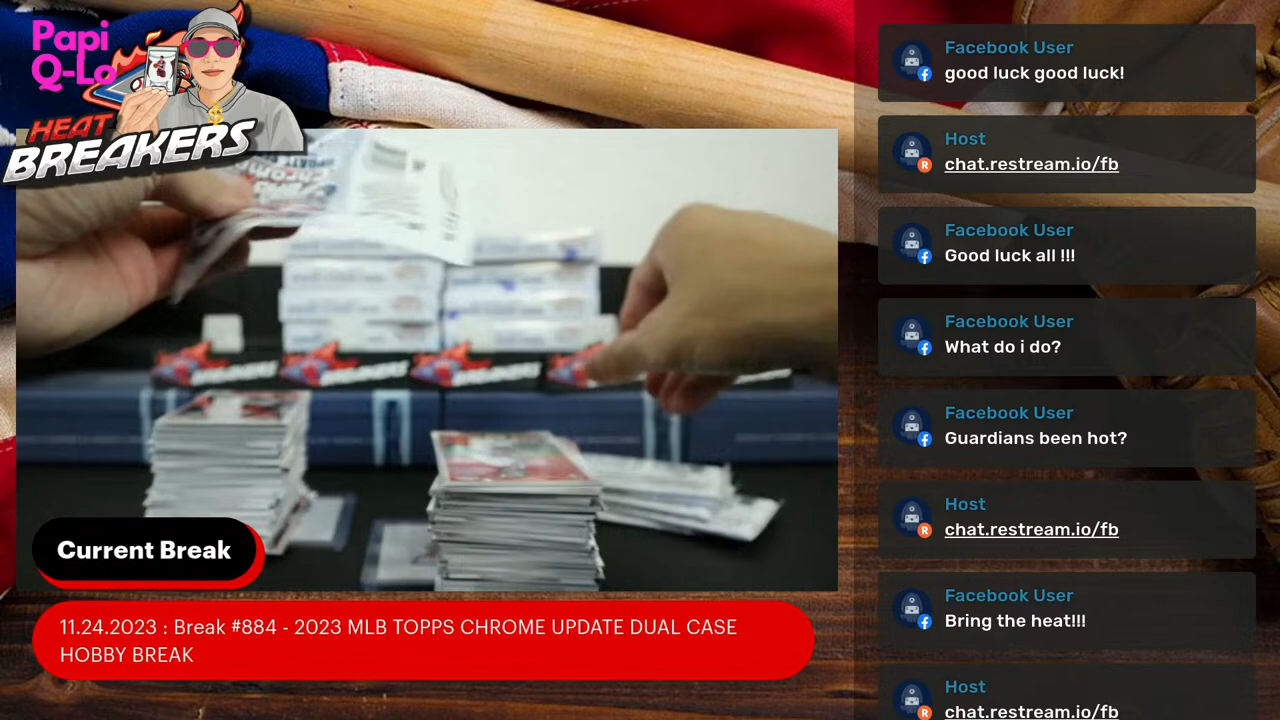 Papi
Q-Lo
HEAT
BREAKERS
Current Break
11.24.2023 : Break #884 - 2023 MLB TOPPS CHROME UPDATE DUAL CASE
HOBBY BREAK
Facebook User
good luck good luck!
Host
chat.restream.io/fb
Facebook User
Good luck all !!!
Facebook User
What do i do?
Facebook User
Guardians been hot?
Host
chat.restream.io/fb
Facebook User
Bring the heat!!!
Host
chat.restream.io/fb